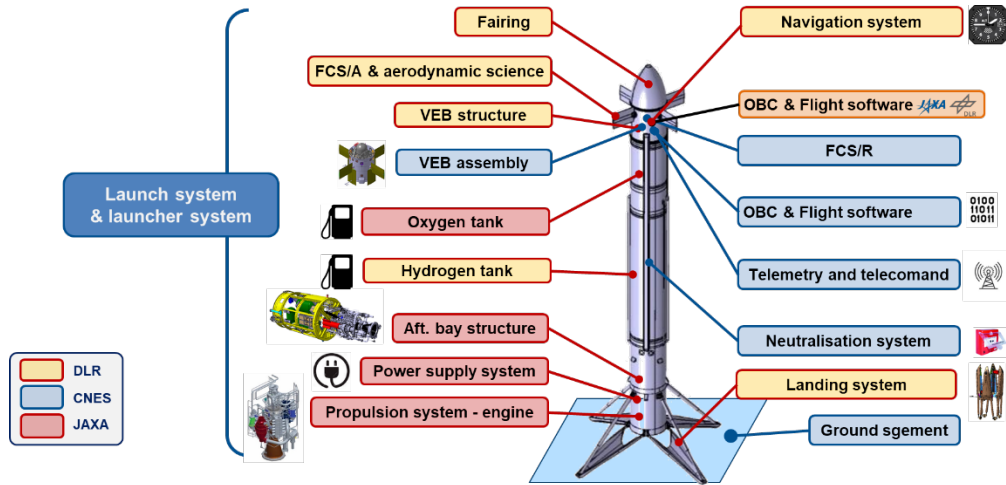 Fairing
Navigation system
FCS/A & aerodynamic science
OBC & Flight software JAXA DLR
VEB structure
FCS/R
VEB assembly
Launch system
& launcher system
OBC & Flight software
0100
11011
01011
Oxygen tank
Hydrogen tank
Telemetry and telecomand
Aft. bay structure
Neutralisation system
Power supply system
Landing system
Propulsion system - engine
Ground sgement
DLR
CNES
JAXA